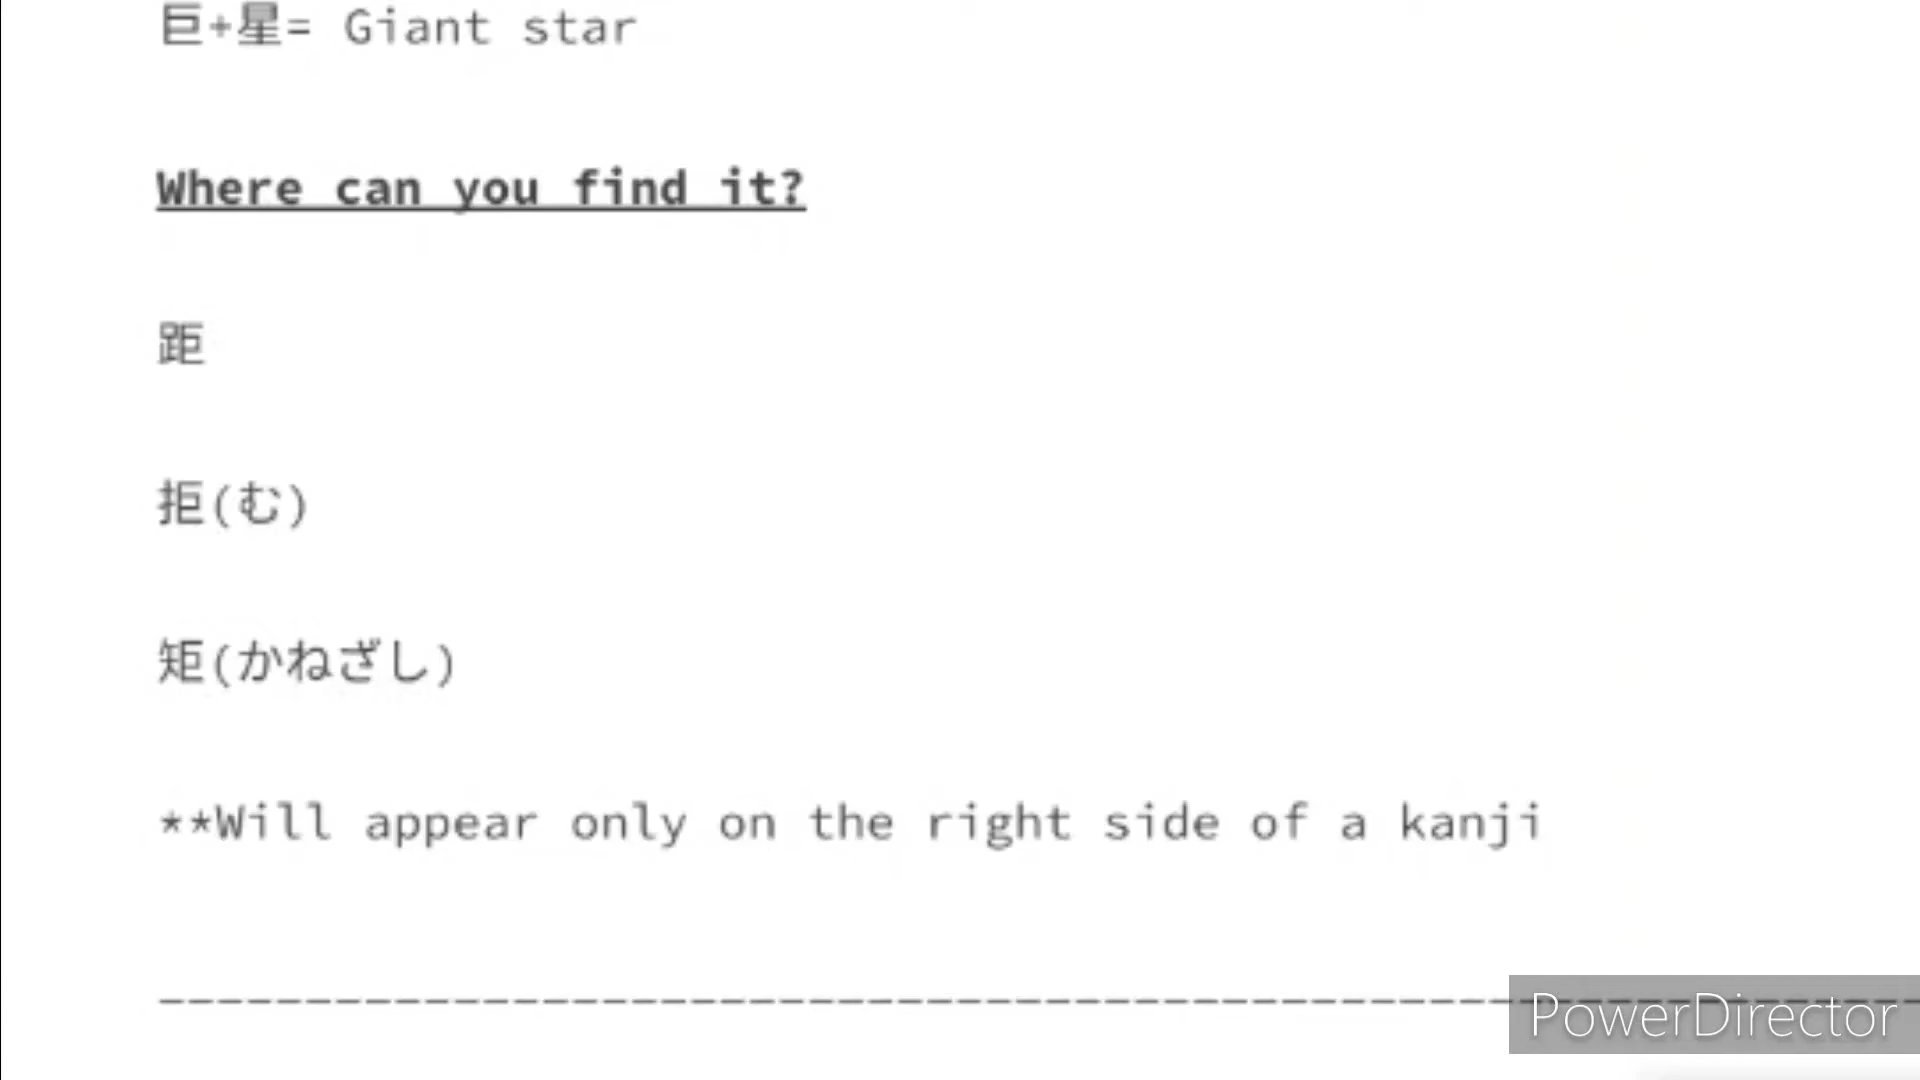 巨+星= Giant star
Where can you find it?
距
拒(む)
矩(かねざし)
**Will appear only on the right side of a kanji
----------------------------------------------------------
PowerDirector